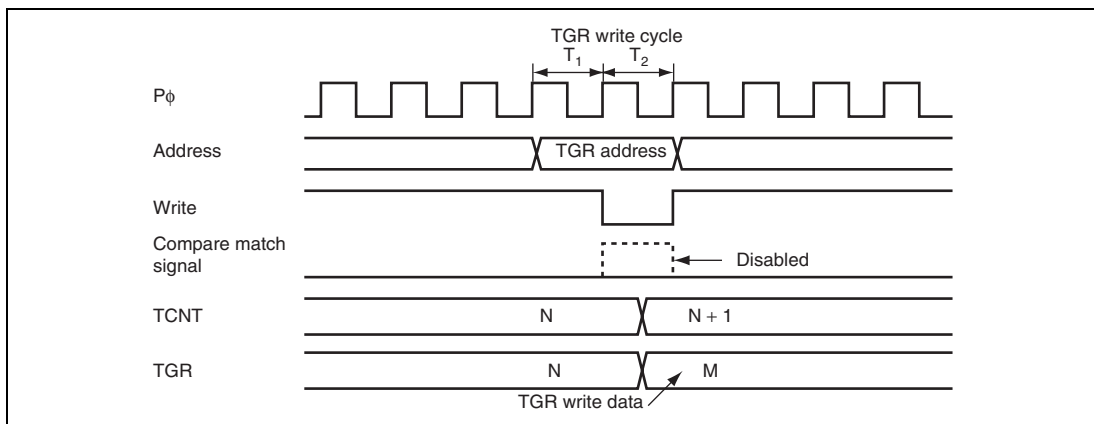 TGR write cycle
T1 T2
Pϕ
Address
TGR address
Write
Compare match
signal
Disabled
TCNT
N
N + 1
TGR
N
M
TGR write data